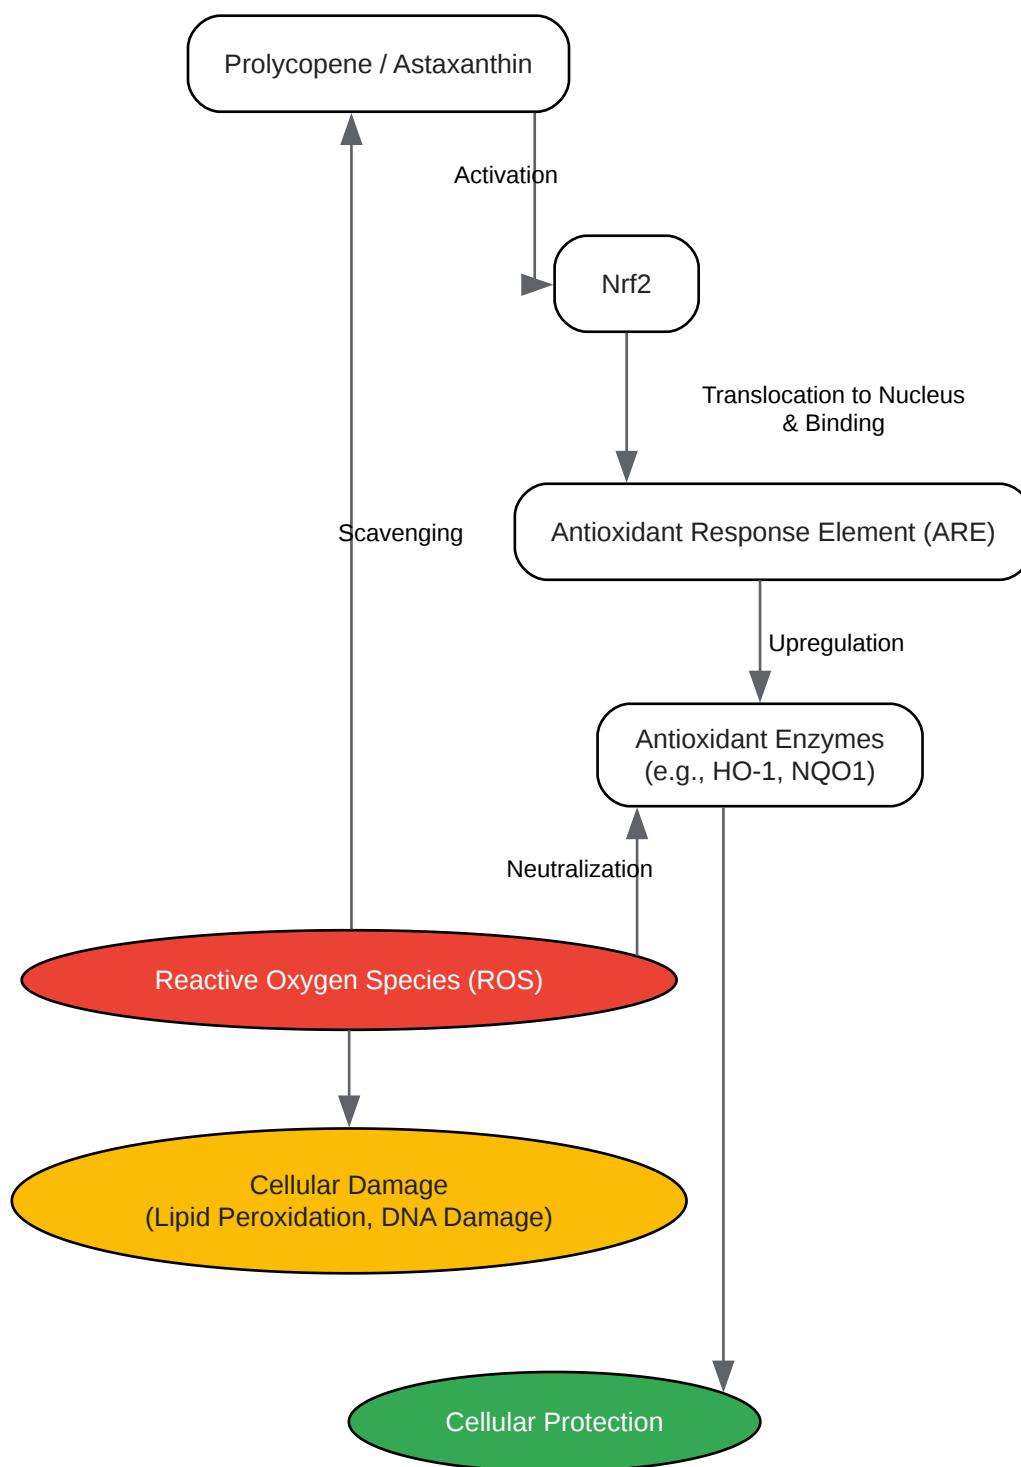 Prolycopene / Astaxanthin
Activation
Nrf2
Translocation to Nucleus
& Binding
Scavenging
Antioxidant Response Element (ARE)
Upregulation
Antioxidant Enzymes
(e.g., HO-1, NQO1)
Neutralization
Reactive Oxygen Species (ROS)
Cellular Damage
(Lipid Peroxidation, DNA Damage)
Cellular Protection